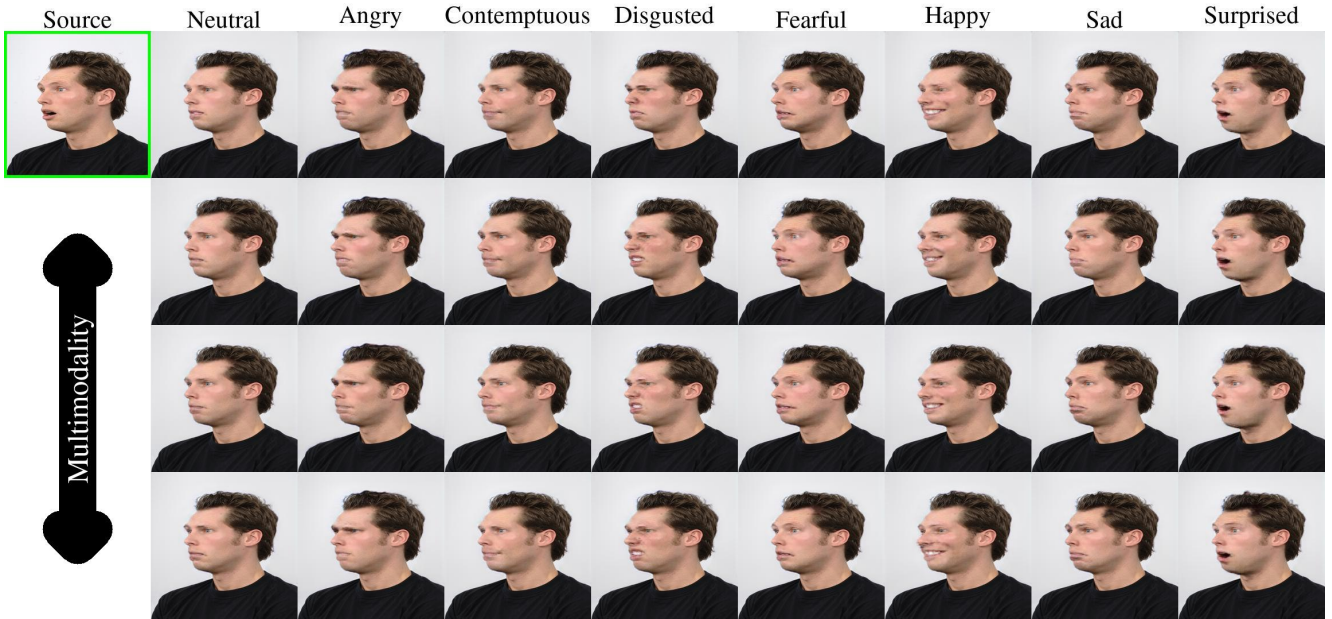 Source
Neutral
Angry
Contemptuous
Disgusted
Fearful
Happy
Sad
Surprised
Multimodality